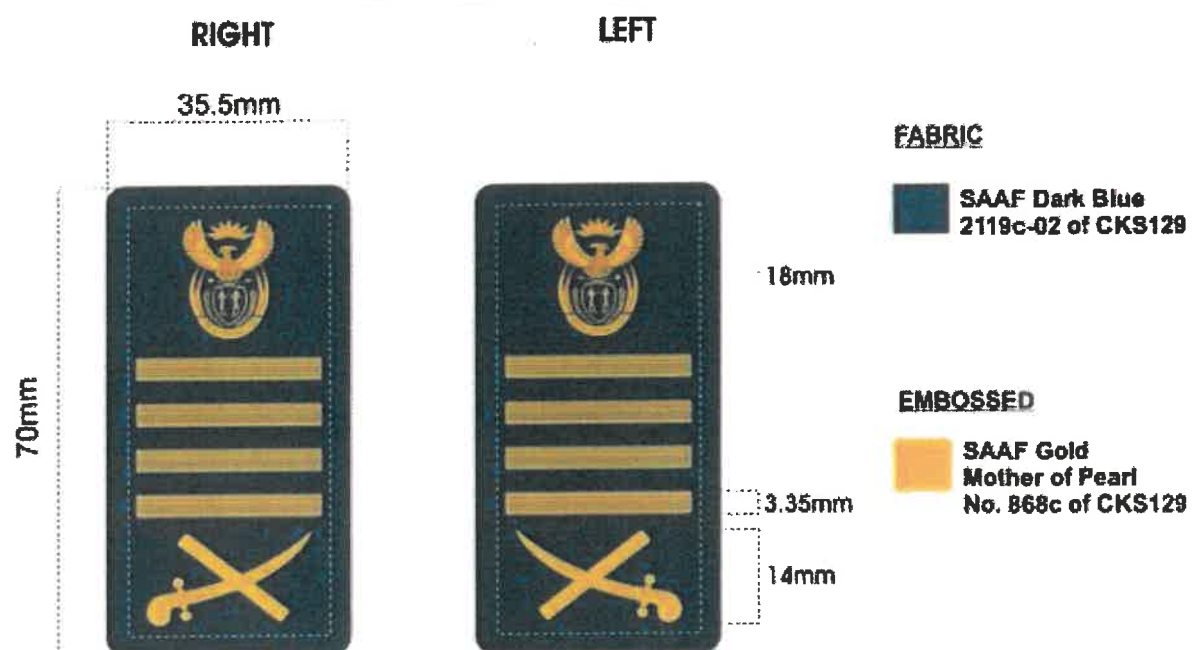 RIGHT
LEFT
35.5mm
FABRIC
SAAF Dark Blue
2119c-02 of CKS129
18mm
70mm
EMBOSSED
SAAF Gold
Mother of Pearl
No. 868c of CKS129
3.35mm
14mm